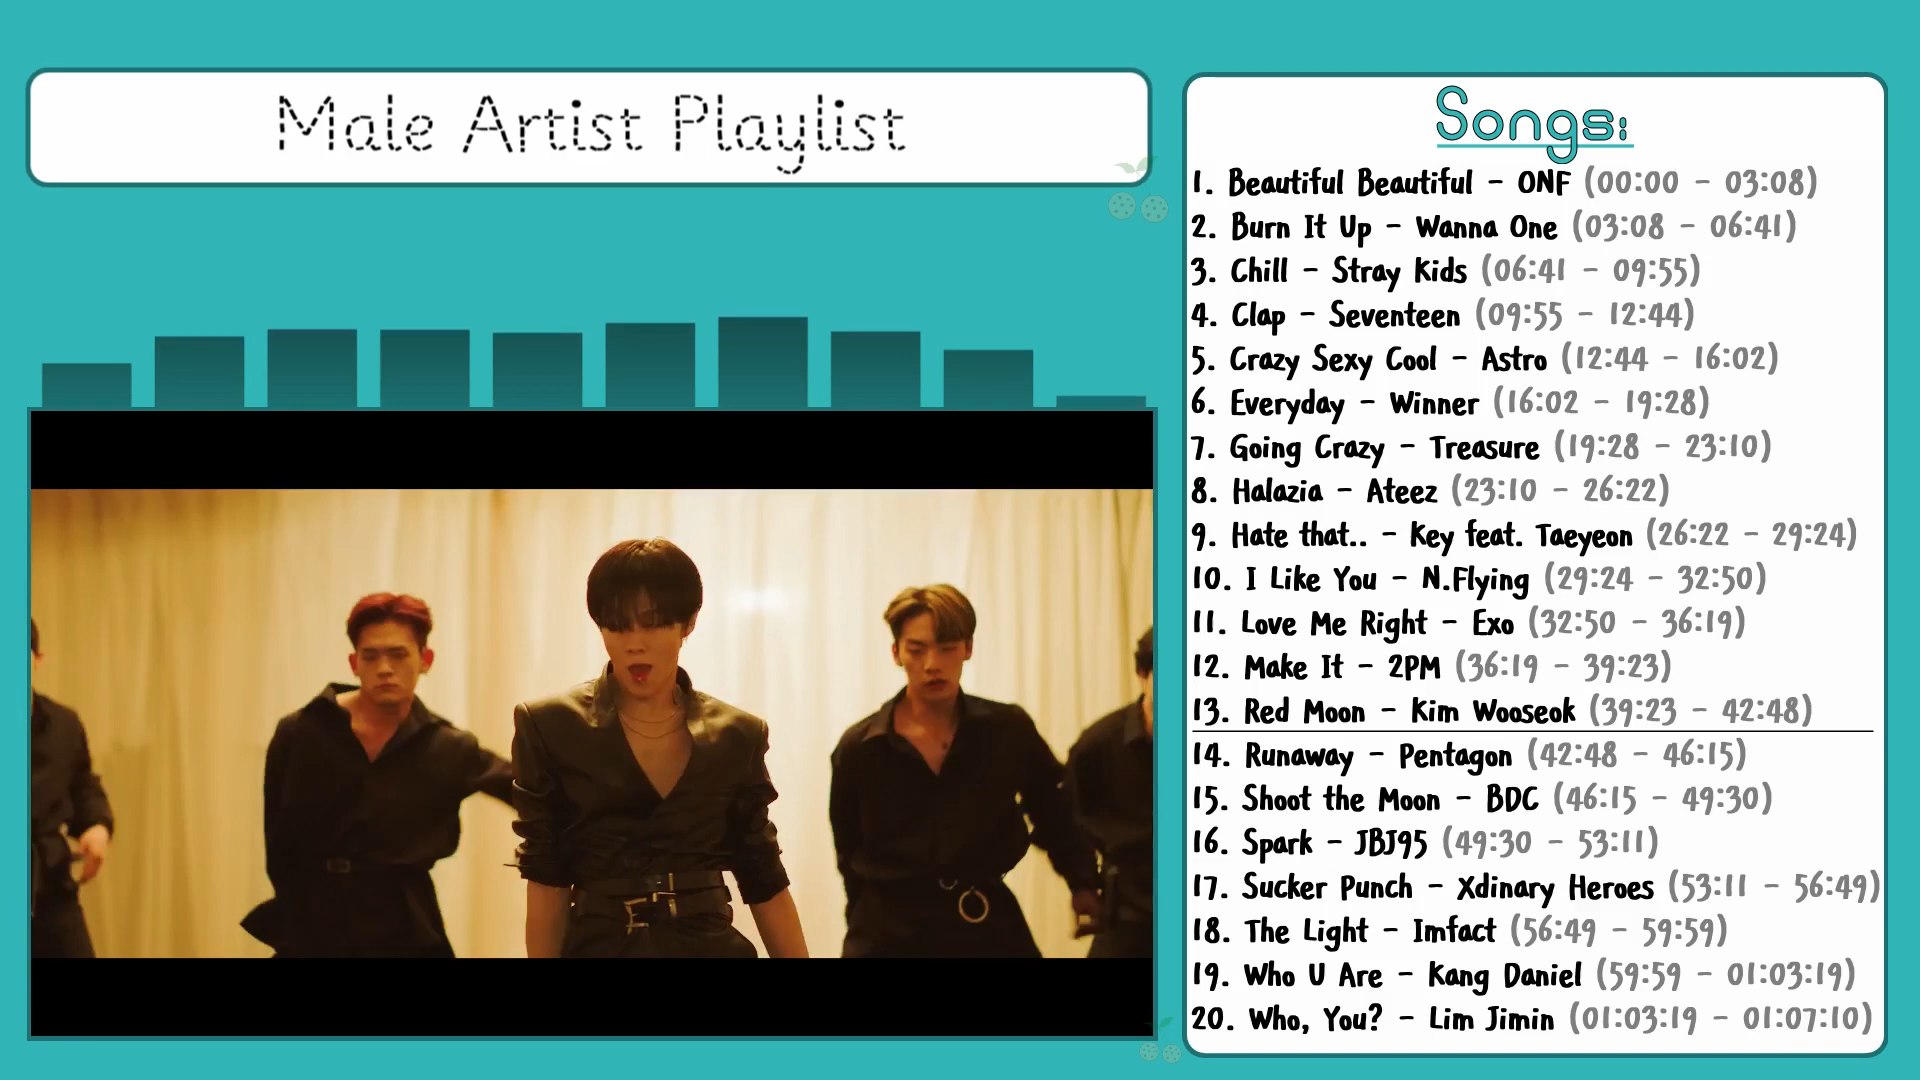 Male Artist Playlist
Songs:
1. Beautiful Beautiful - ONF (00:00 - 03:08)
2. Burn It Up - Wanna One (03:08 - 06:41)
3. Chill - Stray Kids (06:41 - 09:55)
4. Clap - Seventeen (09:55 - 12:44)
5. Crazy Sexy Cool - Astro (12:44 - 16:02)
6. Everyday - Winner (16:02 - 19:28)
7. Going Crazy - Treasure (19:28 - 23:10)
8. Halazia - Ateez (23:10 - 26:22)
9. Hate that.. - Key feat. Taeyeon (26:22 - 29:24)
10. I Like You - N.Flying (29:24 - 32:50)
11. Love Me Right - Exo (32:50 - 36:19)
12. Make It - 2PM (36:19 - 39:23)
13. Red Moon - Kim Wooseok (39:23 - 42:48)
14. Runaway - Pentagon (42:48 - 46:15)
15. Shoot the Moon - BDC (46:15 - 49:30)
16. Spark - JBJ95 (49:30 - 53:11)
17. Sucker Punch - Xdinary Heroes (53:11 - 56:49)
18. The Light - Imfact (56:49 - 59:59)
19. Who U Are - Kang Daniel (59:59 - 01:03:19)
20. Who, You? - Lim Jimin (01:03:19 - 01:07:10)